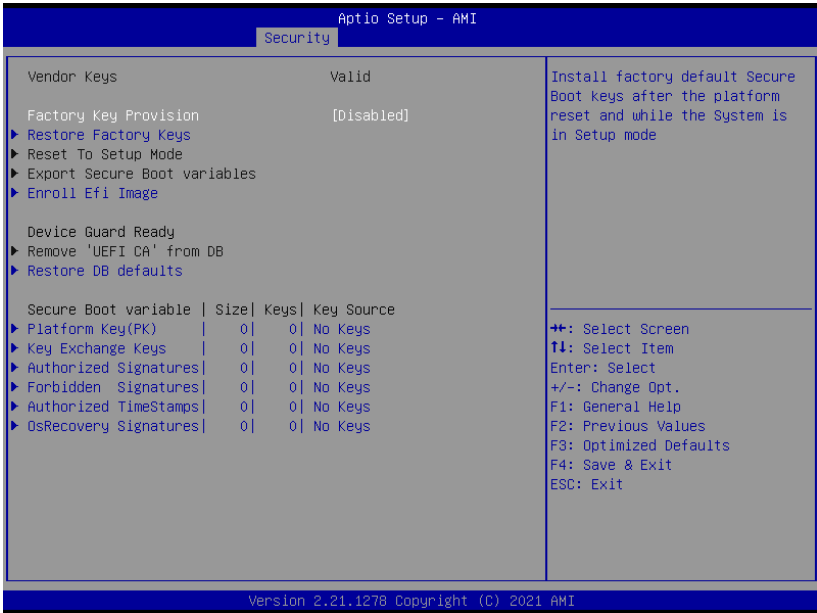 Aptio Setup – AMI
Security
Vendor Keys Valid
Factory Key Provision [Disabled]
Restore Factory Keys
Reset To Setup Mode
Export Secure Boot variables
Enroll Efi Image
Device Guard Ready
Remove 'UEFI CA' from DB
Restore DB defaults
Secure Boot variable | Size| Keys| Key Source
Platform Key(PK) | 0| 0| No Keys
Key Exchange Keys | 0| 0| No Keys
Authorized Signatures| 0| 0| No Keys
Forbidden Signatures| 0| 0| No Keys
Authorized TimeStamps| 0| 0| No Keys
OsRecovery Signatures| 0| 0| No Keys
Install factory default Secure
Boot keys after the platform
reset and while the System is
in Setup mode
→←: Select Screen
↑↓: Select Item
Enter: Select
+/-: Change Opt.
F1: General Help
F2: Previous Values
F3: Optimized Defaults
F4: Save & Exit
ESC: Exit
Version 2.21.1278 Copyright (C) 2021 AMI